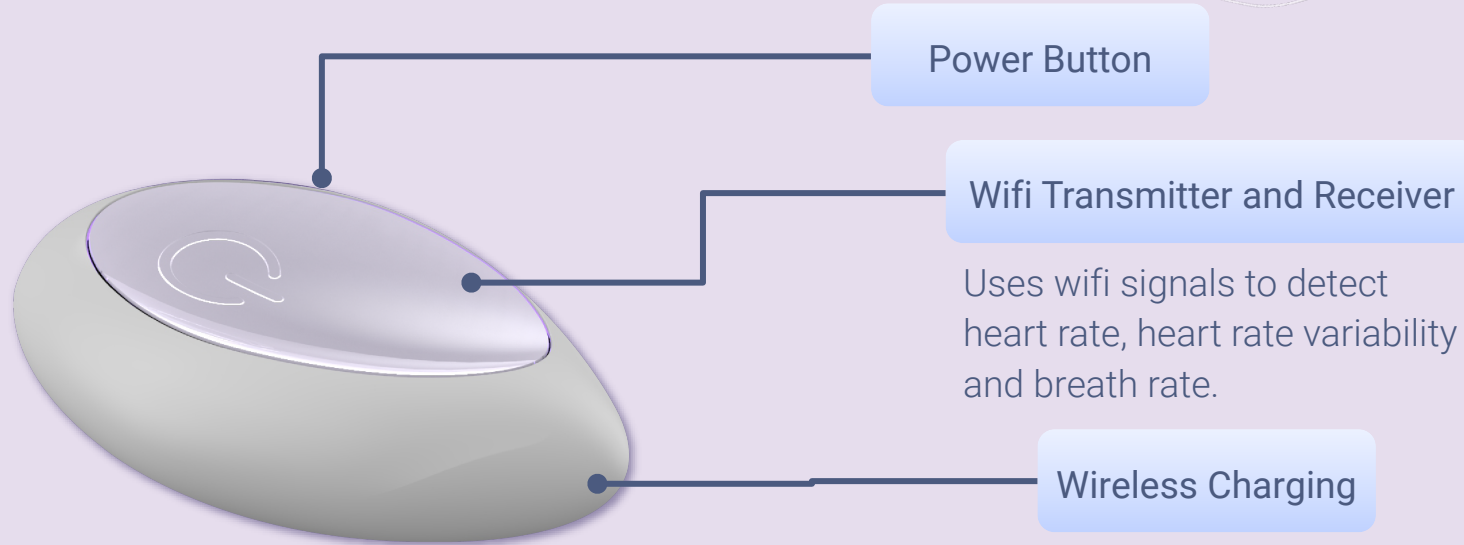 Power Button
Wifi Transmitter and Receiver
Uses wifi signals to detect
heart rate, heart rate variability
and breath rate.
Wireless Charging